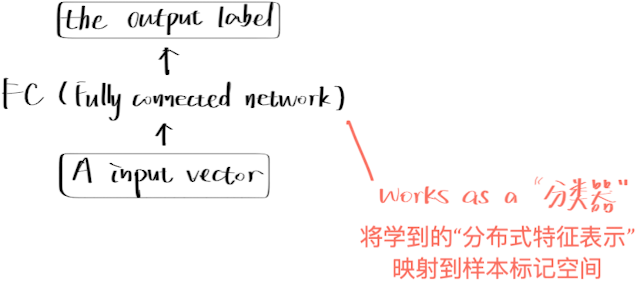 the output label
FC (Fully connected network)
A input vector
works as a “分类器”
将学到的“分布式特征表示”
映射到样本标记空间